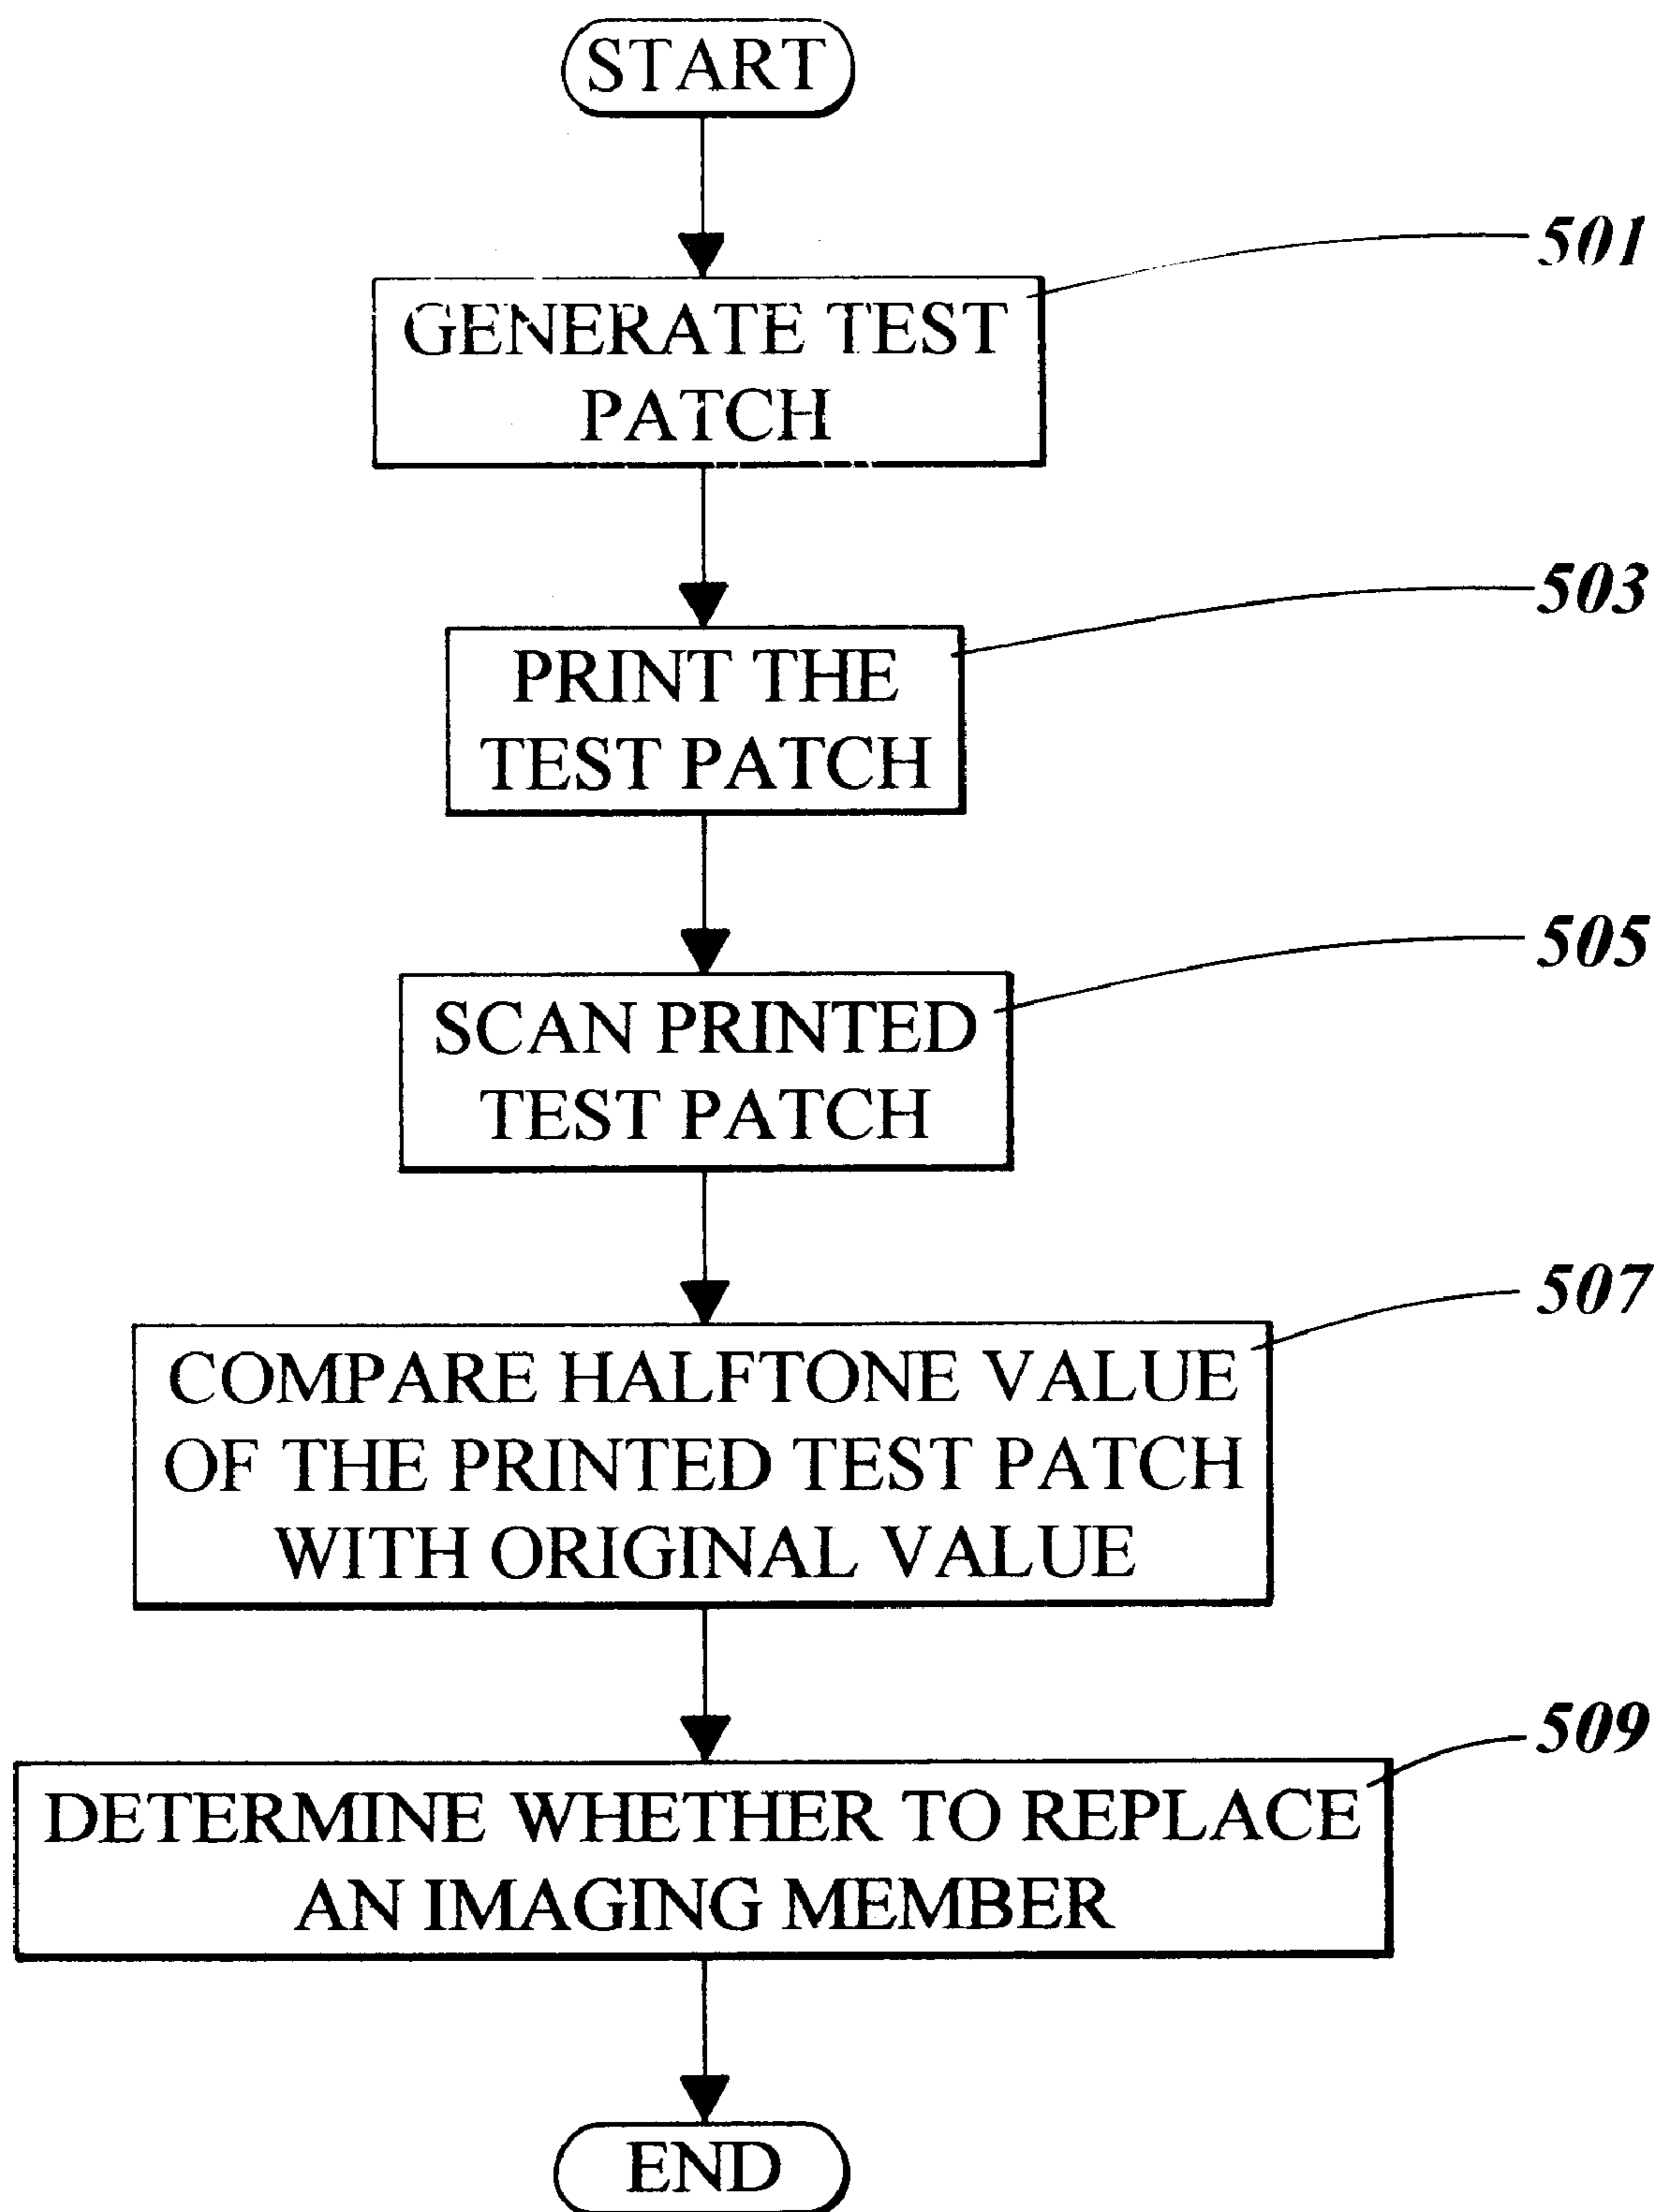 START
501
GENERATE TEST
PATCH
503
PRINT THE
TEST PATCH
505
SCAN PRINTED
TEST PATCH
507
COMPARE HALFTONE VALUE
OF THE PRINTED TEST PATCH
WITH ORIGINAL VALUE
509
DETERMINE WHETHER TO REPLACE
AN IMAGING MEMBER
END